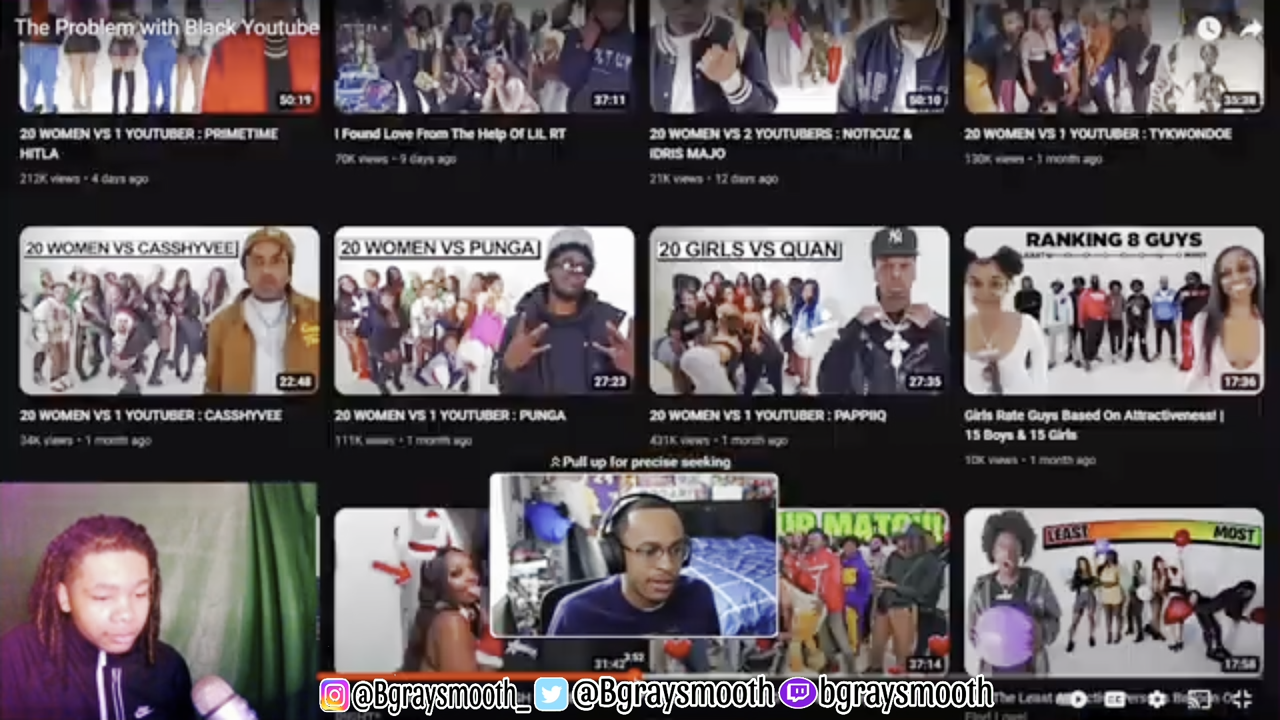 The Problem with Black Youtube
50:19
37:11
50:10
35:38
20 WOMEN VS 1 YOUTUBER : PRIMETIME
HITLA
212K views • 4 days ago
I Found Love From The Help Of LIL RT
70K views • 9 days ago
20 WOMEN VS 2 YOUTUBERS : NOTICUZ &
IDRIS MAJO
21K views • 12 days ago
20 WOMEN VS 1 YOUTUBER : TYKWONDOE
130K views • 1 month ago
20 WOMEN VS CASSHYVEE
22:48
20 WOMEN VS PUNGA
27:23
20 GIRLS VS QUAN
27:35
RANKING 8 GUYS
17:36
20 WOMEN VS 1 YOUTUBER : CASSHYVEE
34K views • 1 month ago
20 WOMEN VS 1 YOUTUBER : PUNGA
111K views • 1 month ago
20 WOMEN VS 1 YOUTUBER : PAPPIIQ
431K views • 1 month ago
Girls Rate Guys Based On Attractiveness! |
15 Boys & 15 Girls
10K views • 1 month ago
Pull up for precise seeking
LEAST MOST
31:42
3:52
37:14
17:58
@Bgraysmooth_ @Bgraysmooth bgraysmooth
The Least